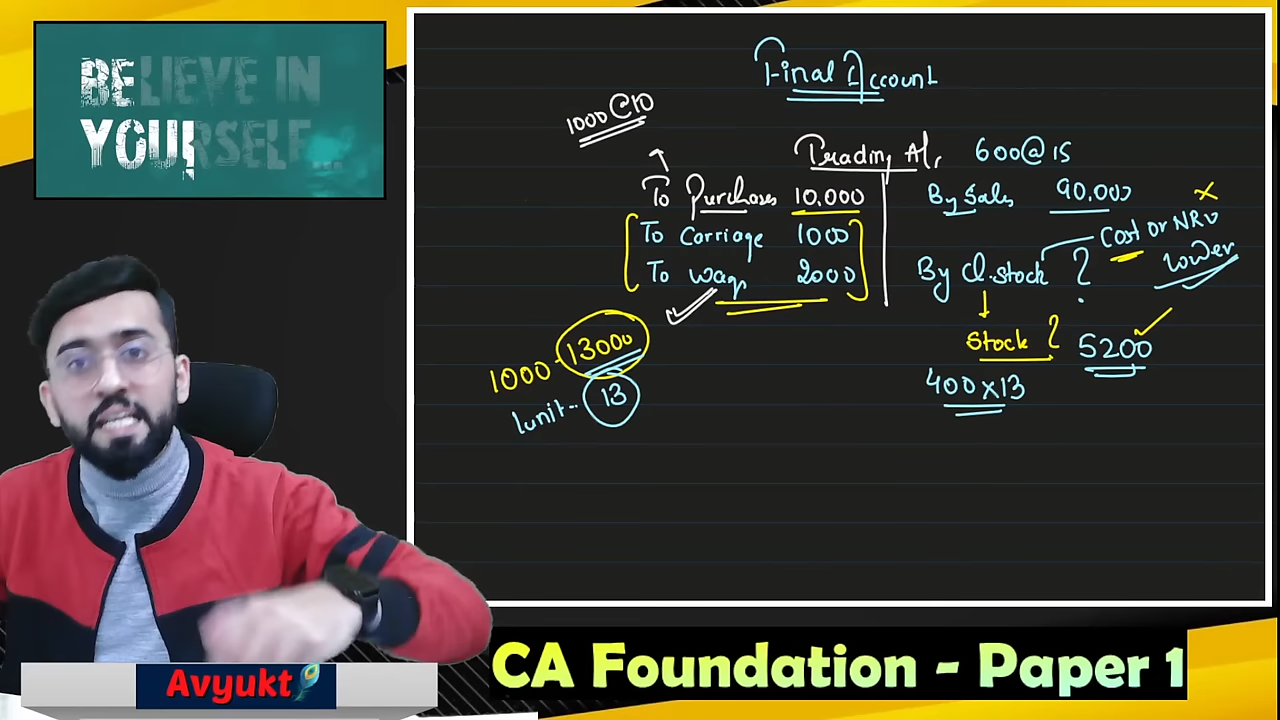 BELIEVE IN
YOURSELF...
Final Account
1000@10
Trading A/c 600@15
To Purchases 10,000 By Sales 90,000 x
To Carriage 1000 Cost or NRV
lower
To wages 2000 By Cl. stock ?
Stock ? 5200
1000 - 13000
400x13
1unit - 13
CA Foundation - Paper 1
Avyukt